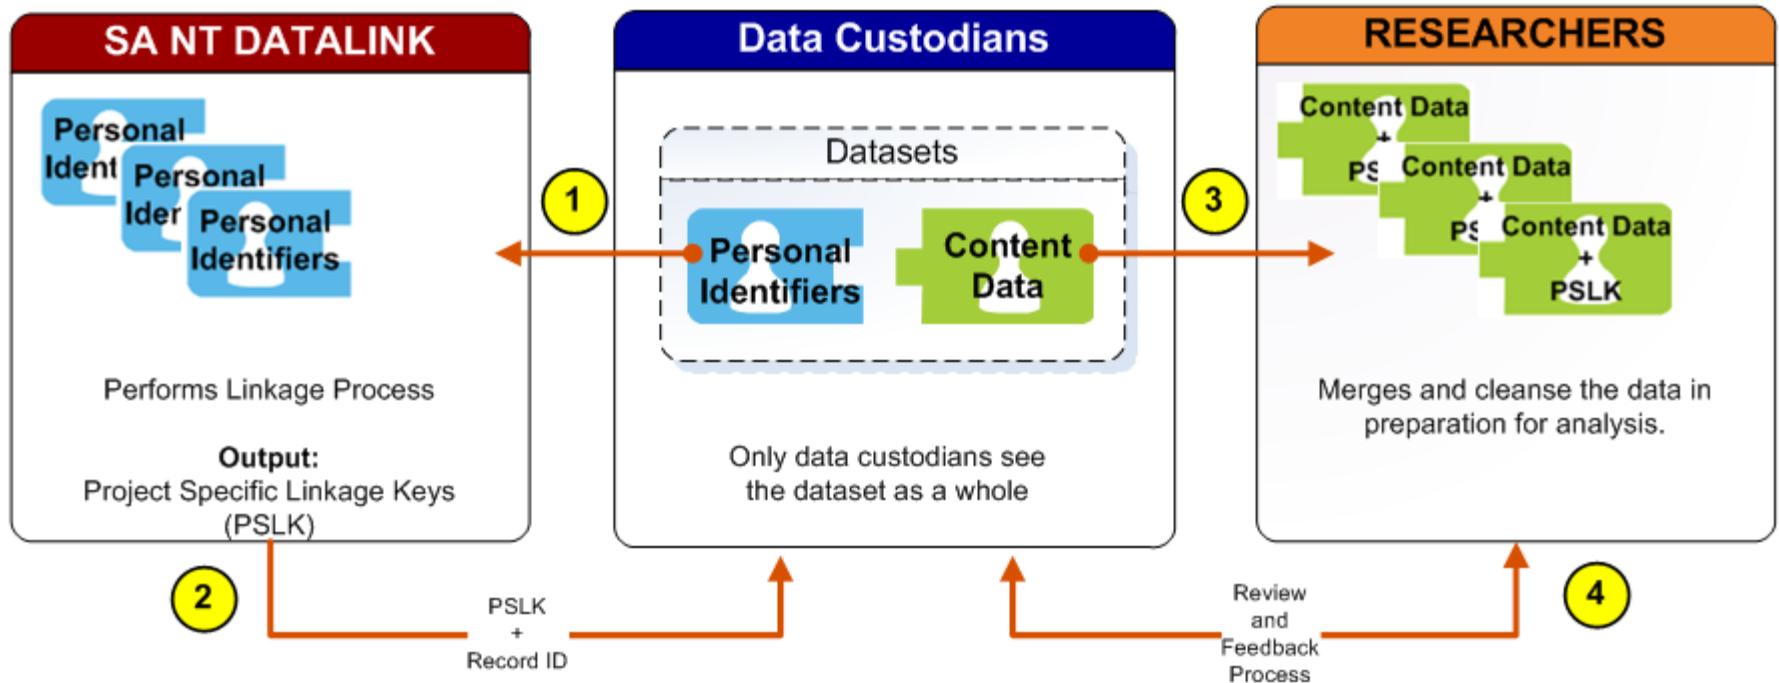 SA NT DATALINK
Personal
Ident
Personal
Ider
Personal
Identifiers
Performs Linkage Process
Output:
Project Specific Linkage Keys
(PSLK)
1
2
PSLK
+
Record ID
Data Custodians
Datasets
Personal
Identifiers
Content
Data
Only data custodians see
the dataset as a whole
3
RESEARCHERS
Content Data
+
PS
Content Data
+
PS
Content Data
+
PSLK
Merges and cleanse the data in
preparation for analysis.
4
Review
and
Feedback
Process